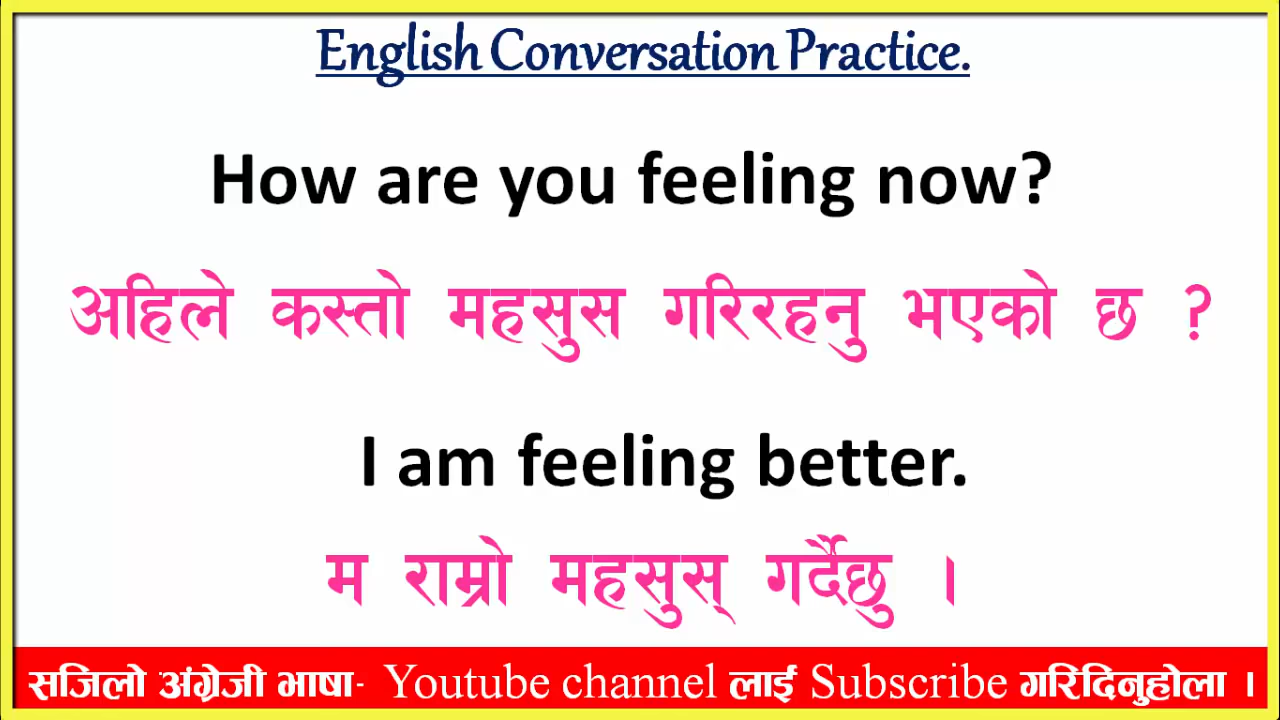 English Conversation Practice.
How are you feeling now?
अहिले कस्तो महसुस गरिरहनु भएको छ ?
I am feeling better.
म राम्रो महसुस् गर्दैछु ।
सजिलो अंग्रेजी भाषा- Youtube channel लाई Subscribe गरिदिनुहोला ।